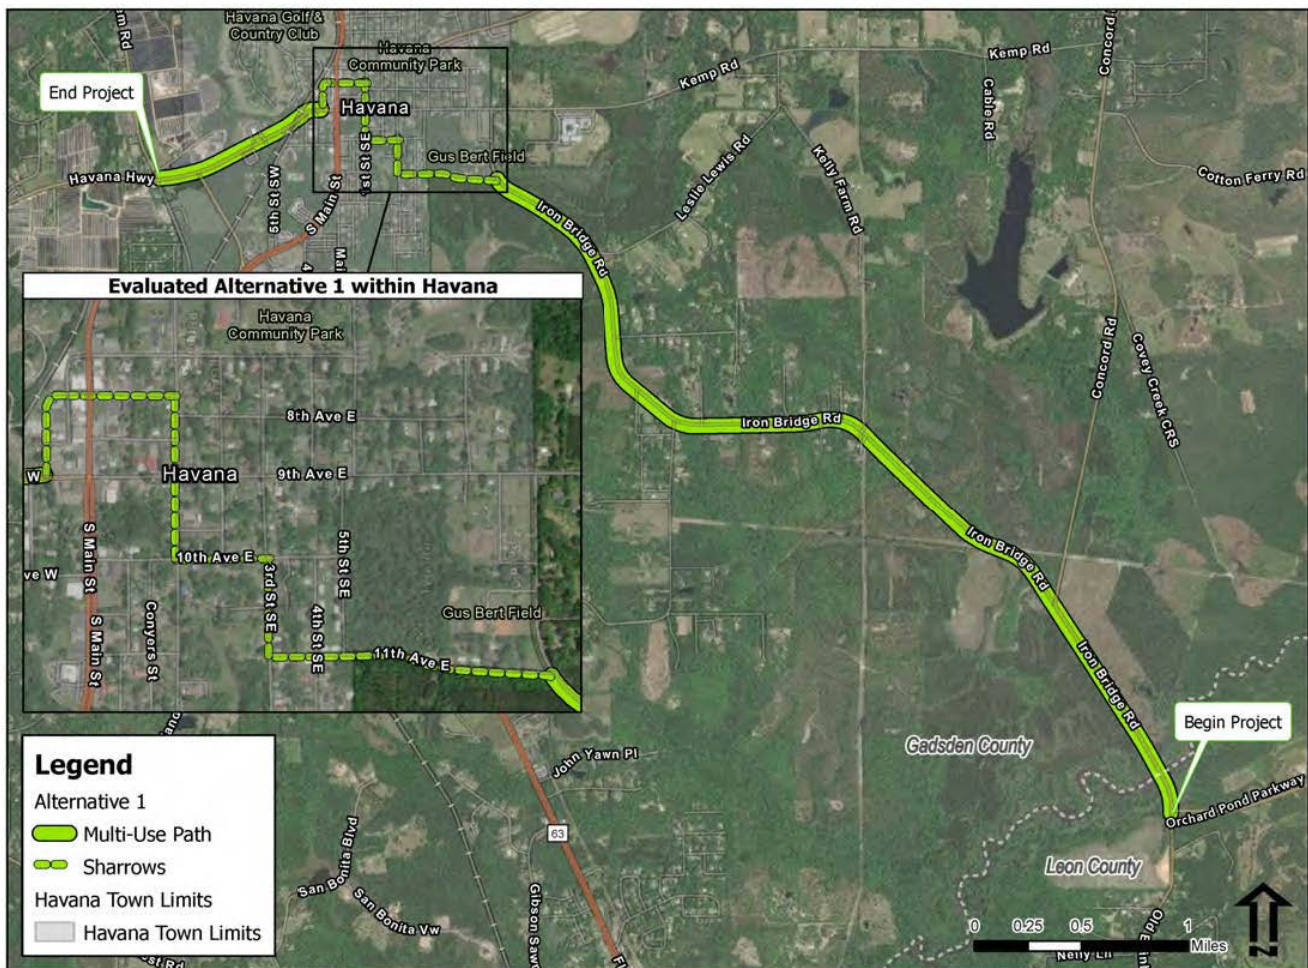 Havana Golf &
Country Club
Havana
Community Park
Kemp Rd
Kemp Rd
Concord
End Project
Havana
Cable Rd
Leslie Lewis Rd
Kelly Farm Rd
Cotton Ferry Rd
Gus Bert Field
Havana Hwy
5th St SW
S Main St
1st St SE
Iron Bridge Rd
Evaluated Alternative 1 within Havana
Havana
Community Park
8th Ave E
Havana
9th Ave E
W
S Main St
10th Ave E
5th St SE
3rd St SE
ve W
Conyers St
4th St SE
Gus Bert Field
S Main St
11th Ave E
Iron Bridge Rd
Concord Rd
Covey Creek CRS
Iron Bridge Rd
Iron Bridge Rd
Begin Project
Gadsden County
Orchard Pond Parkway
Leon County
John Yawn Pl
63
San Bonita Blvd
San Bonita Vw
Gibson Saw
Legend
Alternative 1
Multi-Use Path
Sharrows
Havana Town Limits
Havana Town Limits
0 0.25 0.5 1
Miles
N